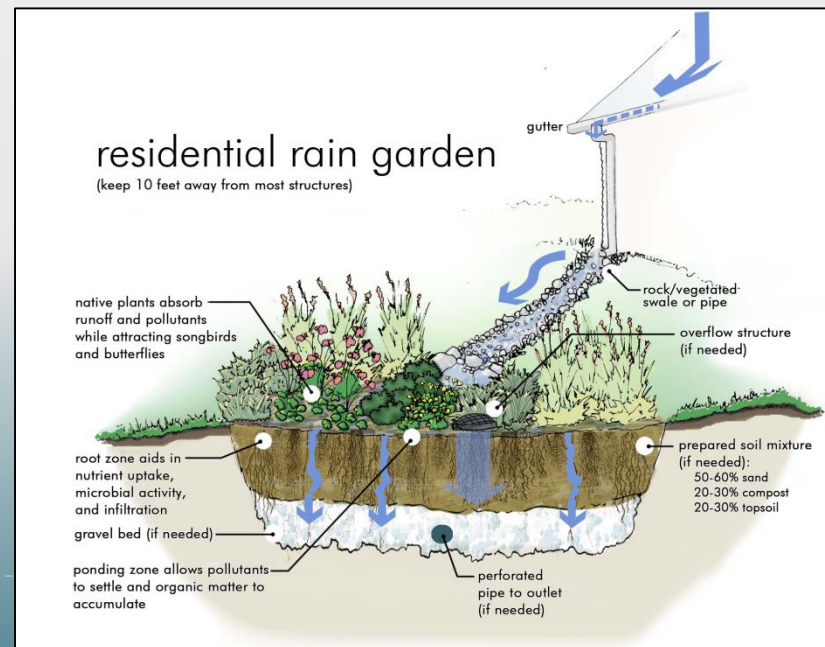 residential rain garden
(keep 10 feet away from most structures)
gutter
rock/vegetated
swale or pipe
overflow structure
(if needed)
native plants absorb
runoff and pollutants
while attracting songbirds
and butterflies
root zone aids in
nutrient uptake,
microbial activity,
and infiltration
prepared soil mixture
(if needed):
50-60% sand
20-30% compost
20-30% topsoil
gravel bed (if needed)
ponding zone allows pollutants
to settle and organic matter to
accumulate
perforated
pipe to outlet
(if needed)